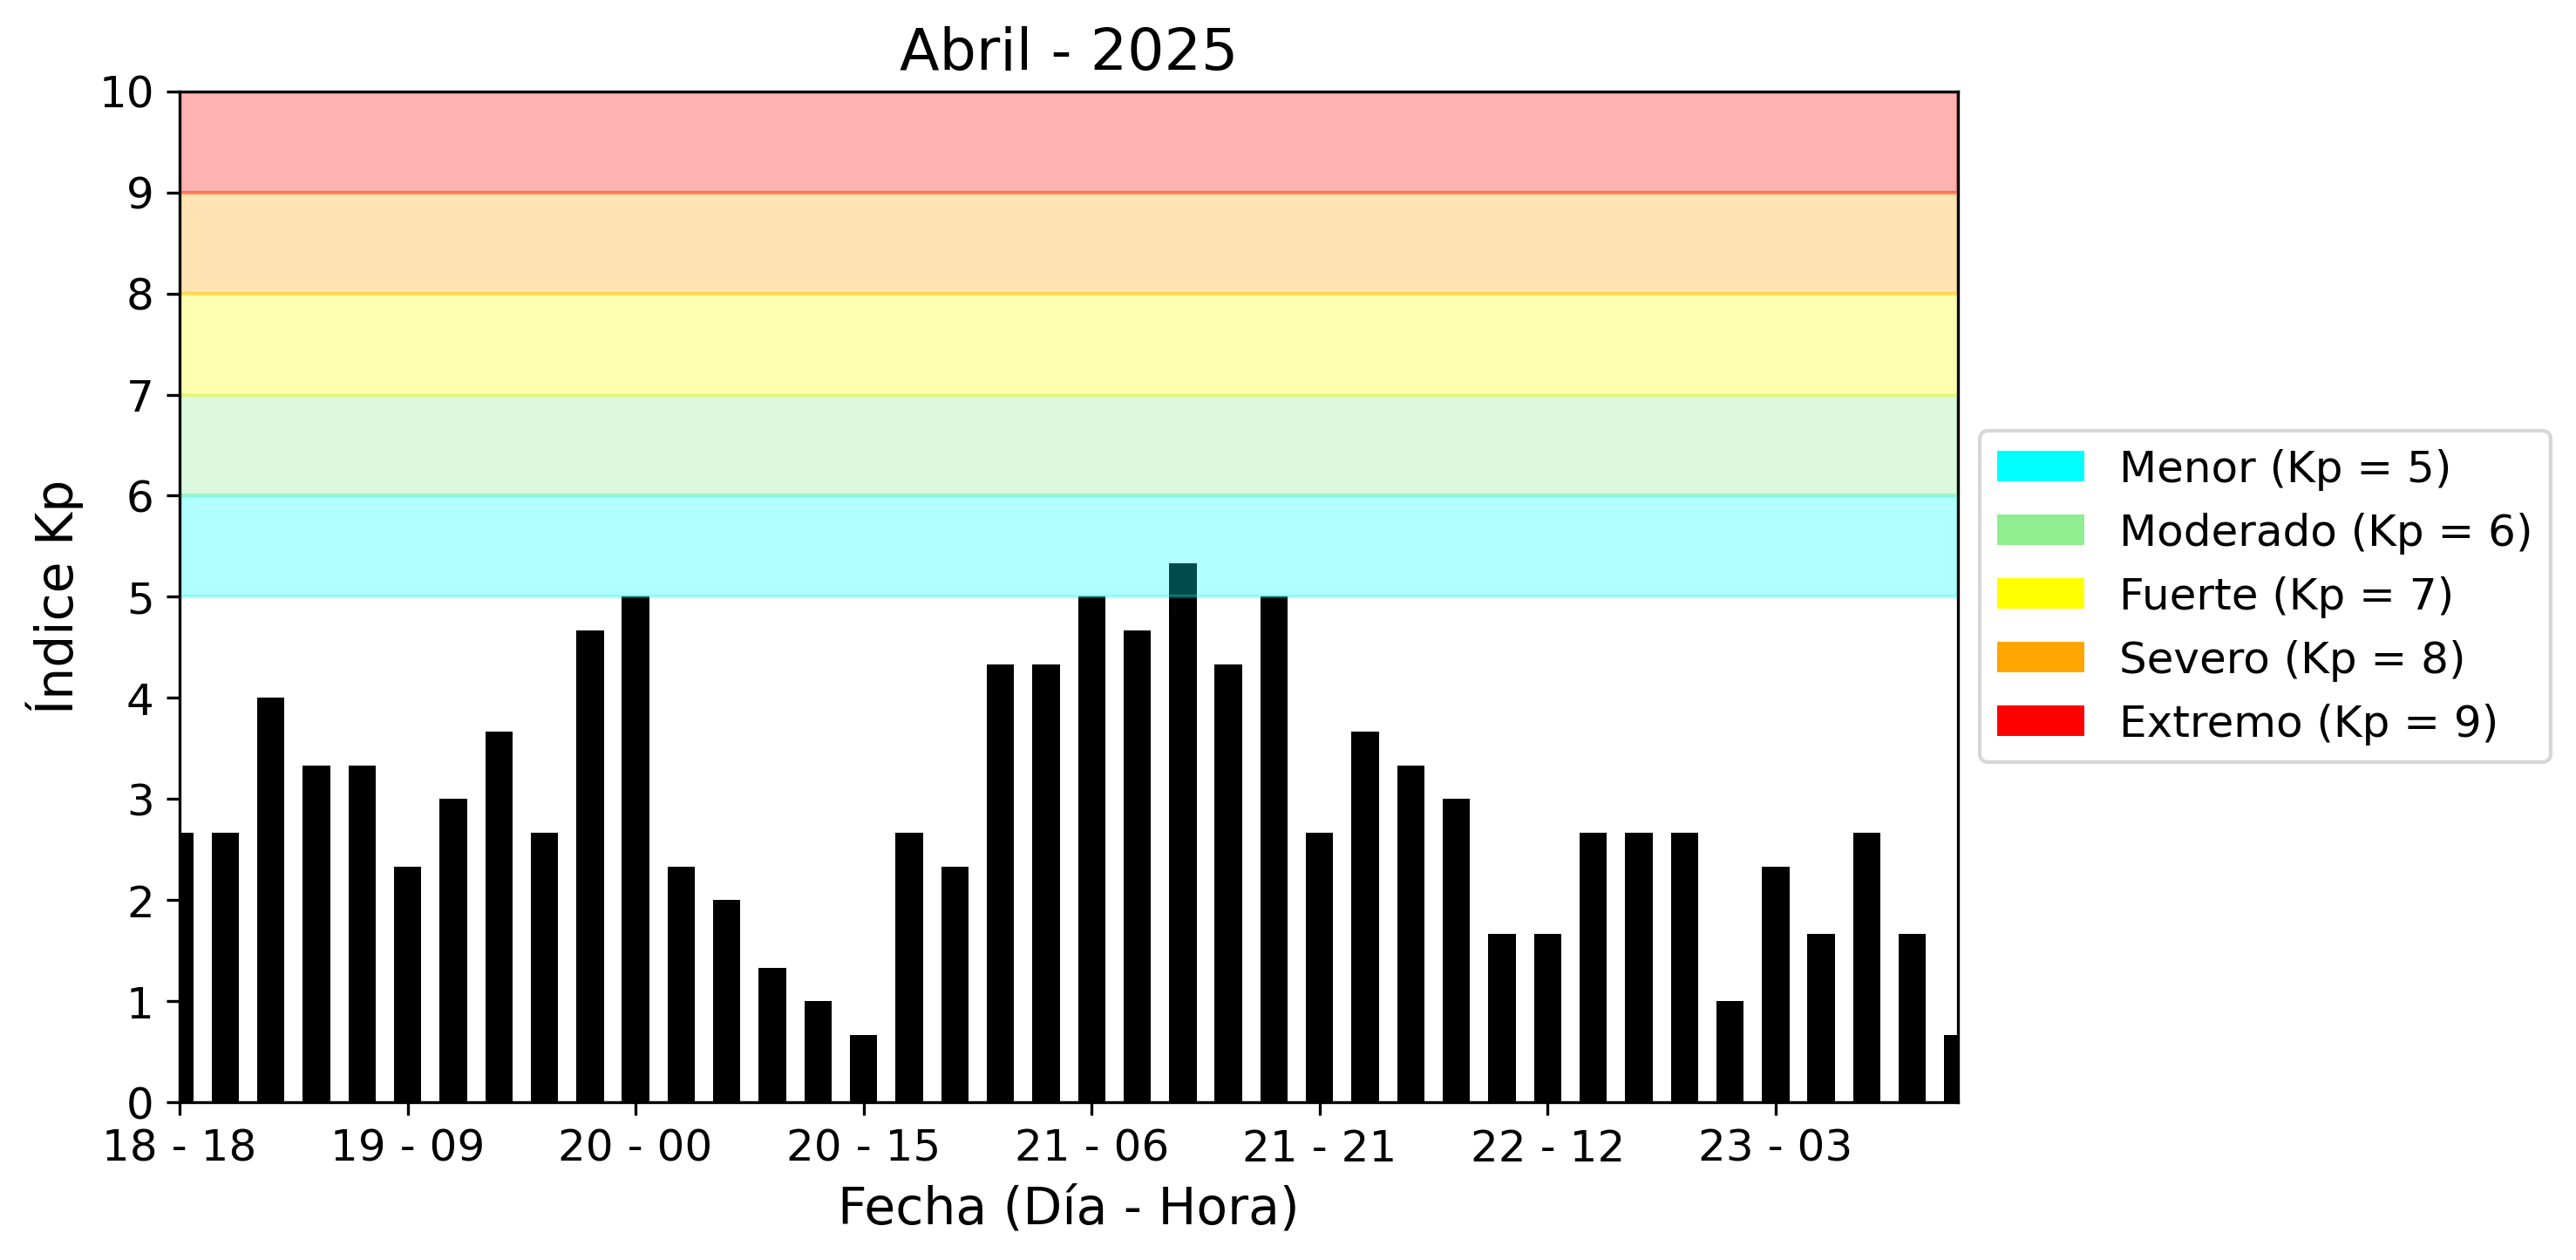 Abril - 2025
10
9
8
7
6
5
4
3
2
1
0
Índice Kp
18 - 18 19 - 09 20 - 00 20 - 15 21 - 06 21 - 21 22 - 12 23 - 03
Fecha (Día - Hora)
Menor (Kp = 5)
Moderado (Kp = 6)
Fuerte (Kp = 7)
Severo (Kp = 8)
Extremo (Kp = 9)